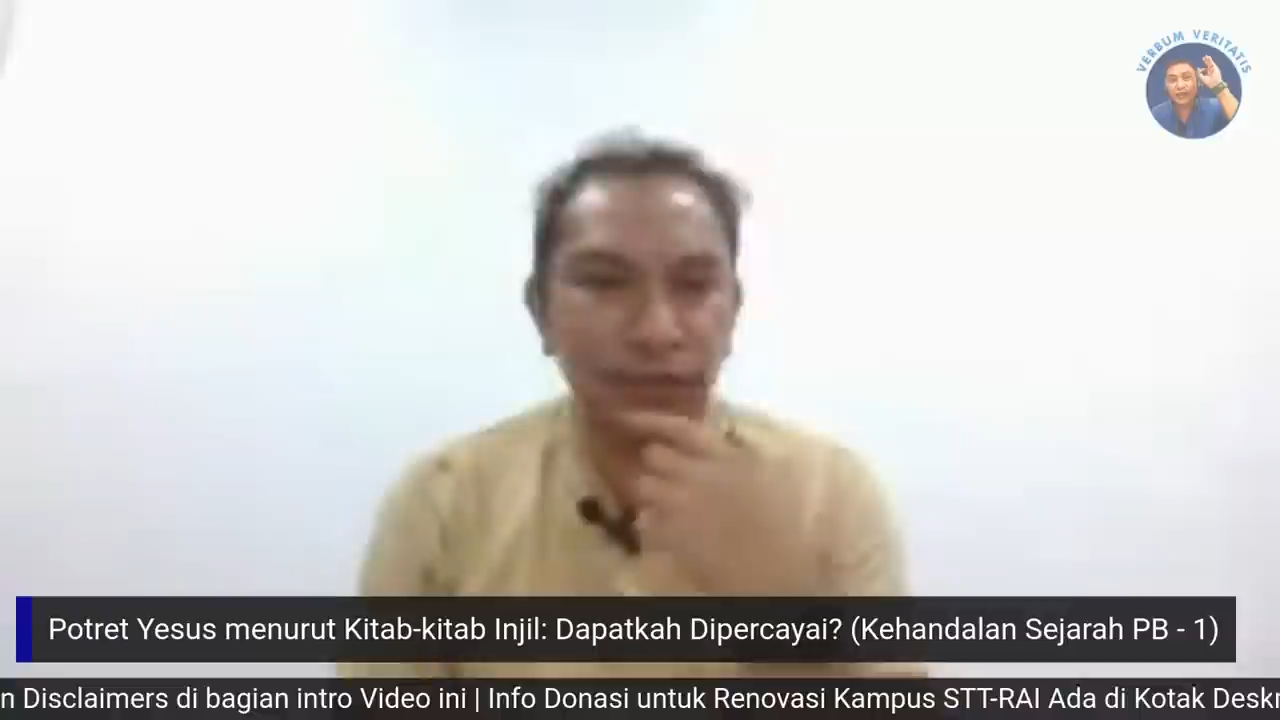 VERBUM VERITATIS
Potret Yesus menurut Kitab-kitab Injil: Dapatkah Dipercayai? (Kehandalan Sejarah PB - 1)
Disclaimers di bagian intro Video ini | Info Donasi untuk Renovasi Kampus STT-RAI Ada di Kotak